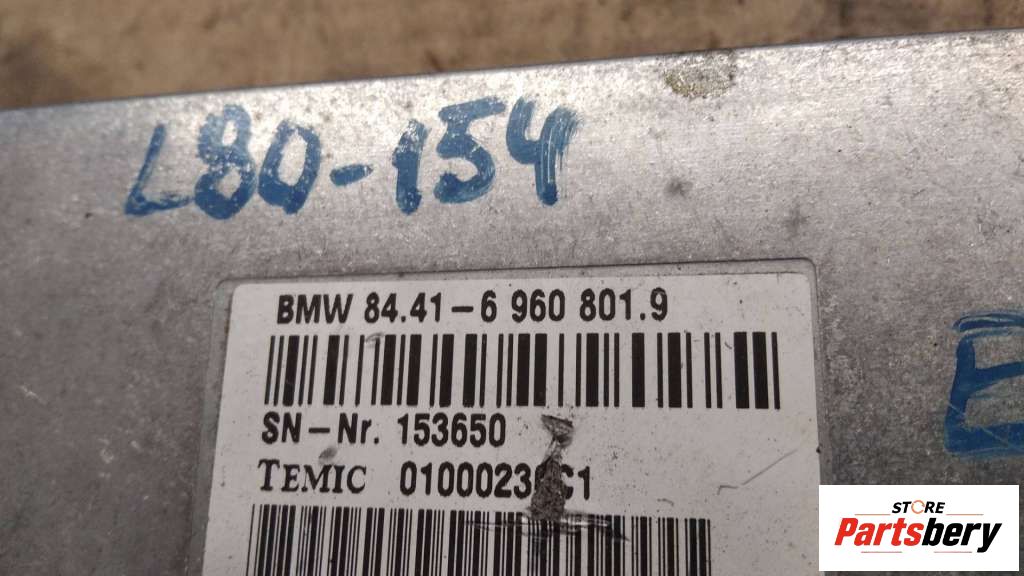 L80-154
BMW 84.41-6 960 801.9
SN-Nr. 153650
TEMIC
STORE
Partsbery